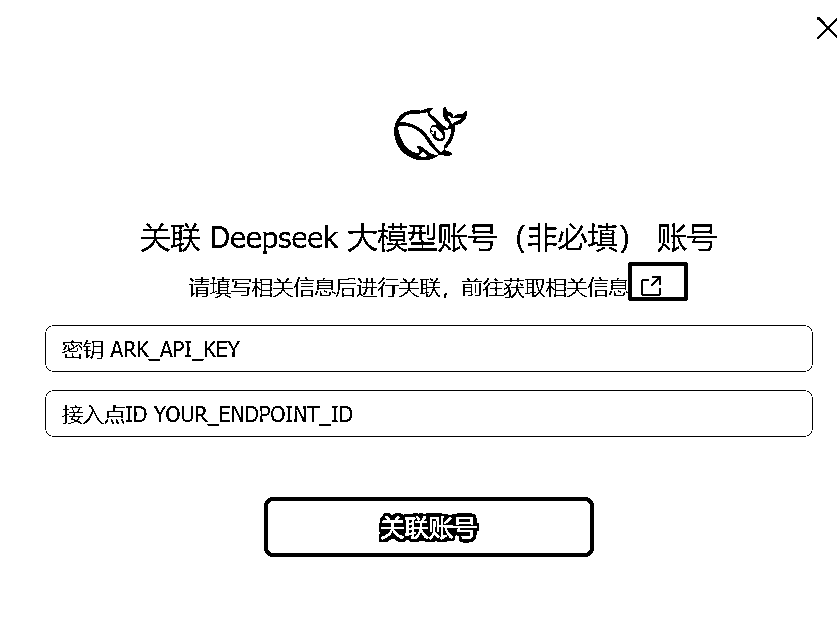 关联 Deepseek 大模型账号（非必填） 账号
请填写相关信息后进行关联，前往获取相关信息
密钥 ARK_API_KEY
接入点ID YOUR_ENDPOINT_ID
关联账号